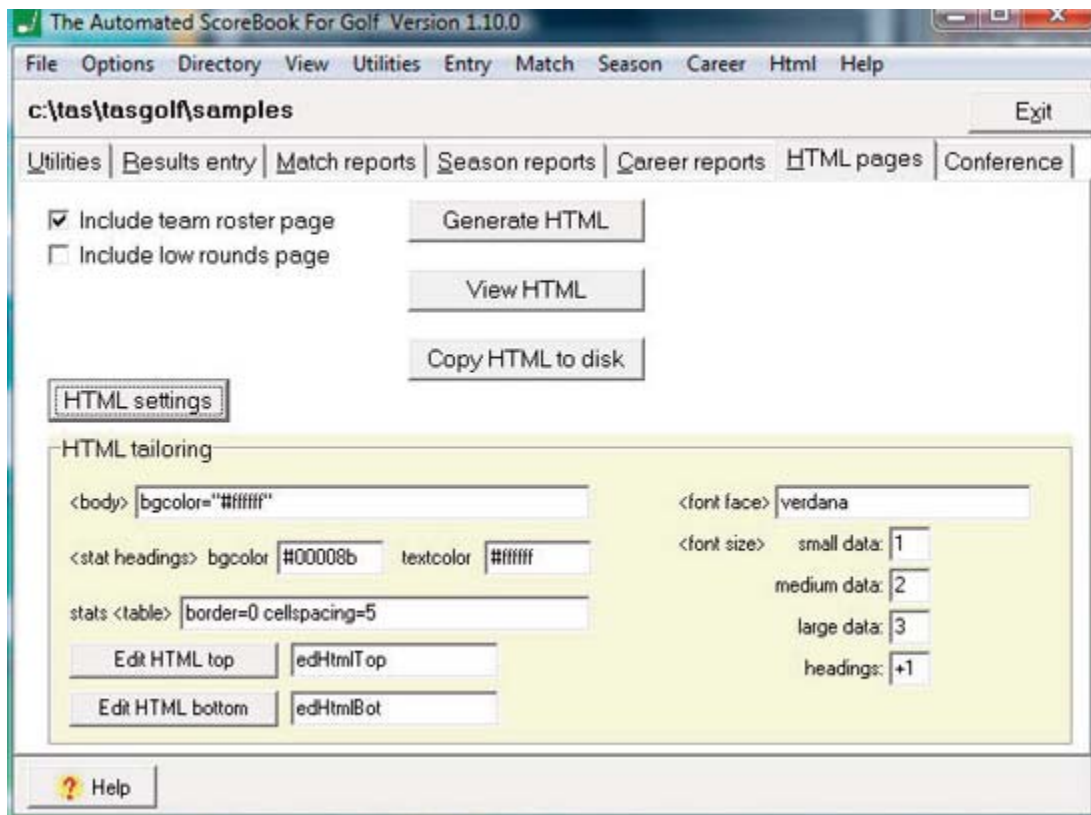 The Automated ScoreBook For Golf Version 1.10.0
File Options Directory View Utilities Entry Match Season Career Html Help
c:\tas\tasgolf\samples Exit
Utilities Results entry Match reports Season reports Career reports HTML pages Conference
Include team roster page Generate HTML
Include low rounds page
View HTML
Copy HTML to disk
HTML settings
HTML tailoring
<body> bgcolor="#ffffff" <font face> verdana
<stat headings> bgcolor #00008b textcolor #ffffff <font size> small data: 1
medium data: 2
stats <table> border=0 cellspacing=5
large data: 3
Edit HTML top edHtmlTop
headings: +1
Edit HTML bottom edHtmlBot
? Help